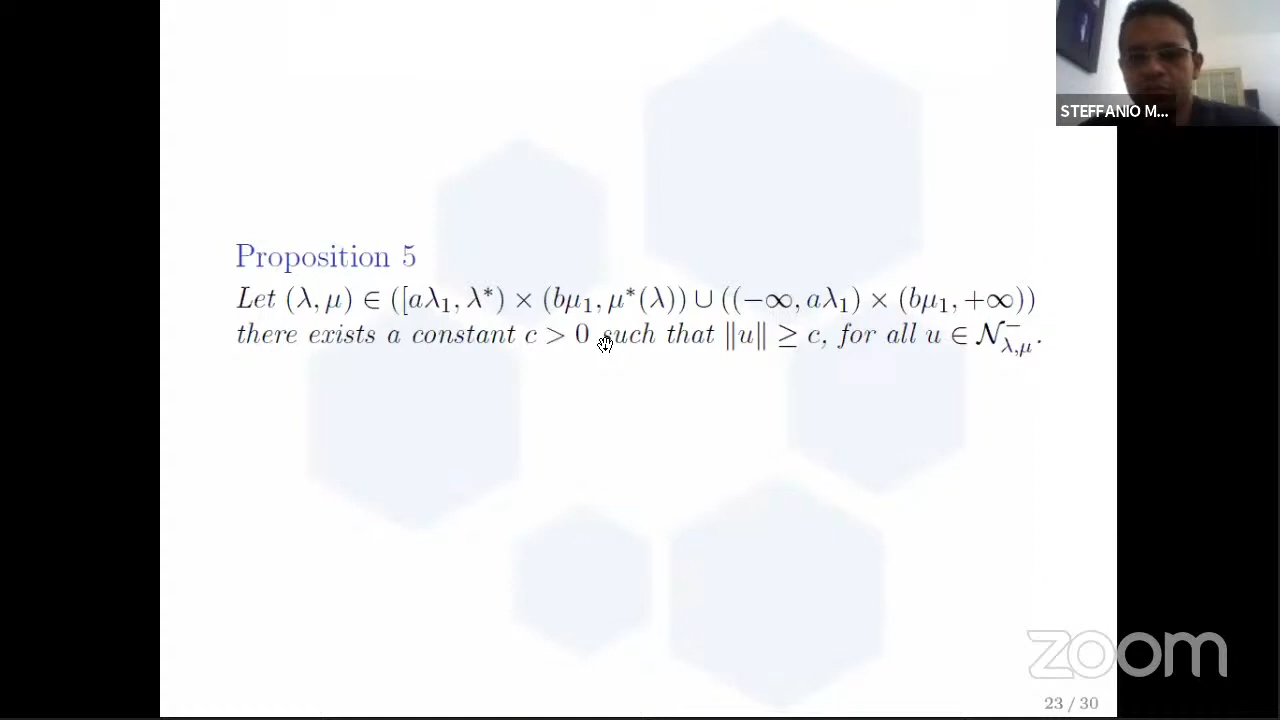 STEFFANIO M...
Proposition 5
Let (λ, μ) ∈ ([aλ₁, λ*) × (bμ₁, μ*(λ)) ∪ ((−∞, aλ₁) × (bμ₁, +∞))
there exists a constant c > 0 such that ‖u‖ ≥ c, for all u ∈ 𝒩⁻_{λ,μ}.
zoom
23 / 30